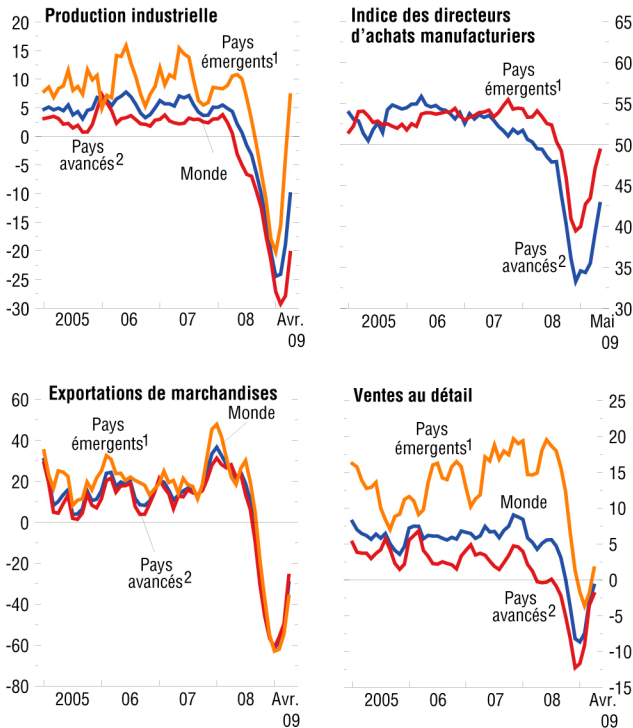 Production industrielle
20
15
10
5
0
-5
-10
-15
-20
-25
-30
Pays
émergents1
Pays
avancés2
Monde
2005 06 07 08 Avr.
09
Indice des directeurs
d'achats manufacturiers
65
60
55
50
45
40
35
30
Pays
émergents1
Pays
avancés2
2005 06 07 08 Mai
09
Exportations de marchandises
60
40
20
0
-20
-40
-60
-80
Monde
Pays
émergents1
Pays
avancés2
2005 06 07 08 Avr.
09
Ventes au détail
25
20
15
10
5
0
-5
-10
-15
Pays
émergents1
Monde
Pays
avancés2
2005 06 07 08 Avr.
09